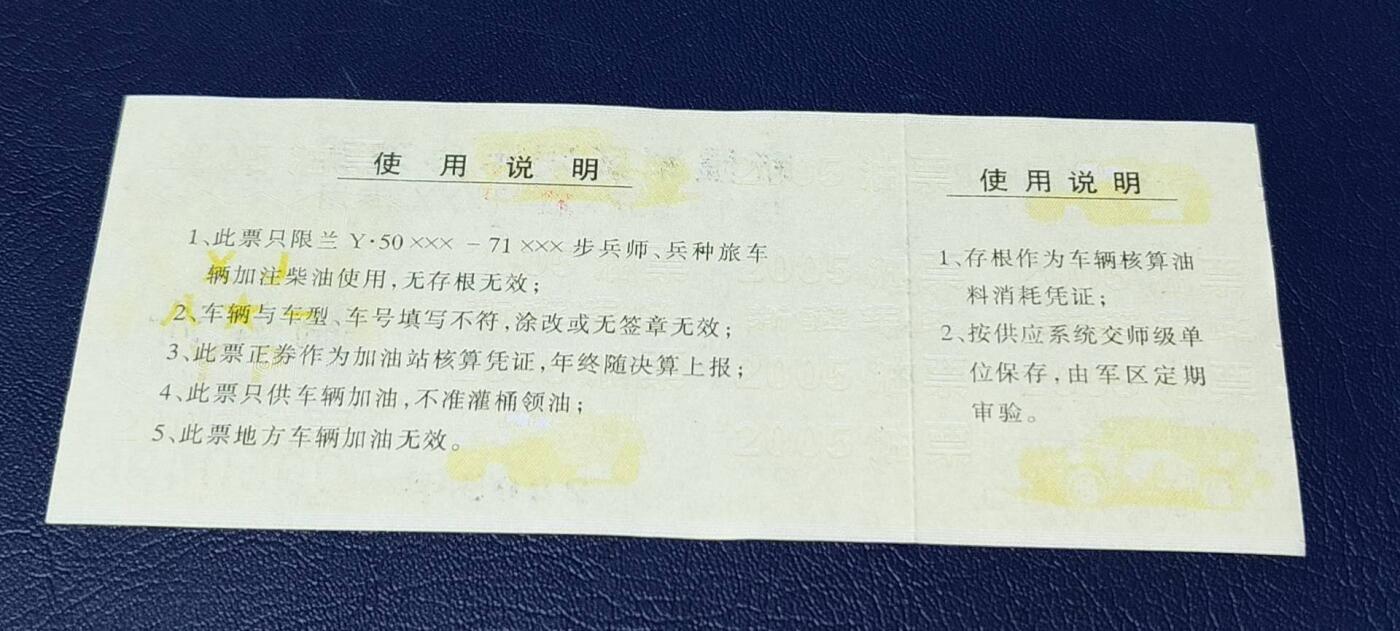 使用说明
1、此票只限兰 Y·50××× - 71×××步兵师、兵种旅车
辆加注柴油使用,无存根无效;
2、车辆与车型、车号填写不符,涂改或无签章无效;
3、此票正券作为加油站核算凭证,年终随决算上报;
4、此票只供车辆加油,不准灌桶领油;
5、此票地方车辆加油无效。
使用说明
1、存根作为车辆核算油
料消耗凭证;
2、按供应系统交师级单
位保存,由军区定期
审验。